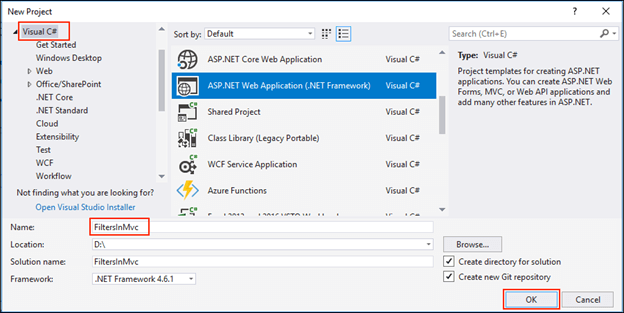 New Project
? ×
Visual C#
Get Started
Windows Desktop
Web
Office/SharePoint
.NET Core
.NET Standard
Cloud
Extensibility
Test
WCF
Workflow
Not finding what you are looking for?
Open Visual Studio Installer
Sort by: Default
ASP.NET Core Web Application Visual C#
ASP.NET Web Application (.NET Framework) Visual C#
Shared Project Visual C#
Class Library (Legacy Portable) Visual C#
WCF Service Application Visual C#
Azure Functions Visual C#
Search (Ctrl+E)
Type: Visual C#
Project templates for creating ASP.NET
applications. You can create ASP.NET Web
Forms, MVC, or Web API applications and
add many other features in ASP.NET.
Name: FiltersInMvc
Location: D:\
Browse...
Solution name: FiltersInMvc
Create directory for solution
Framework: .NET Framework 4.6.1
Create new Git repository
OK Cancel